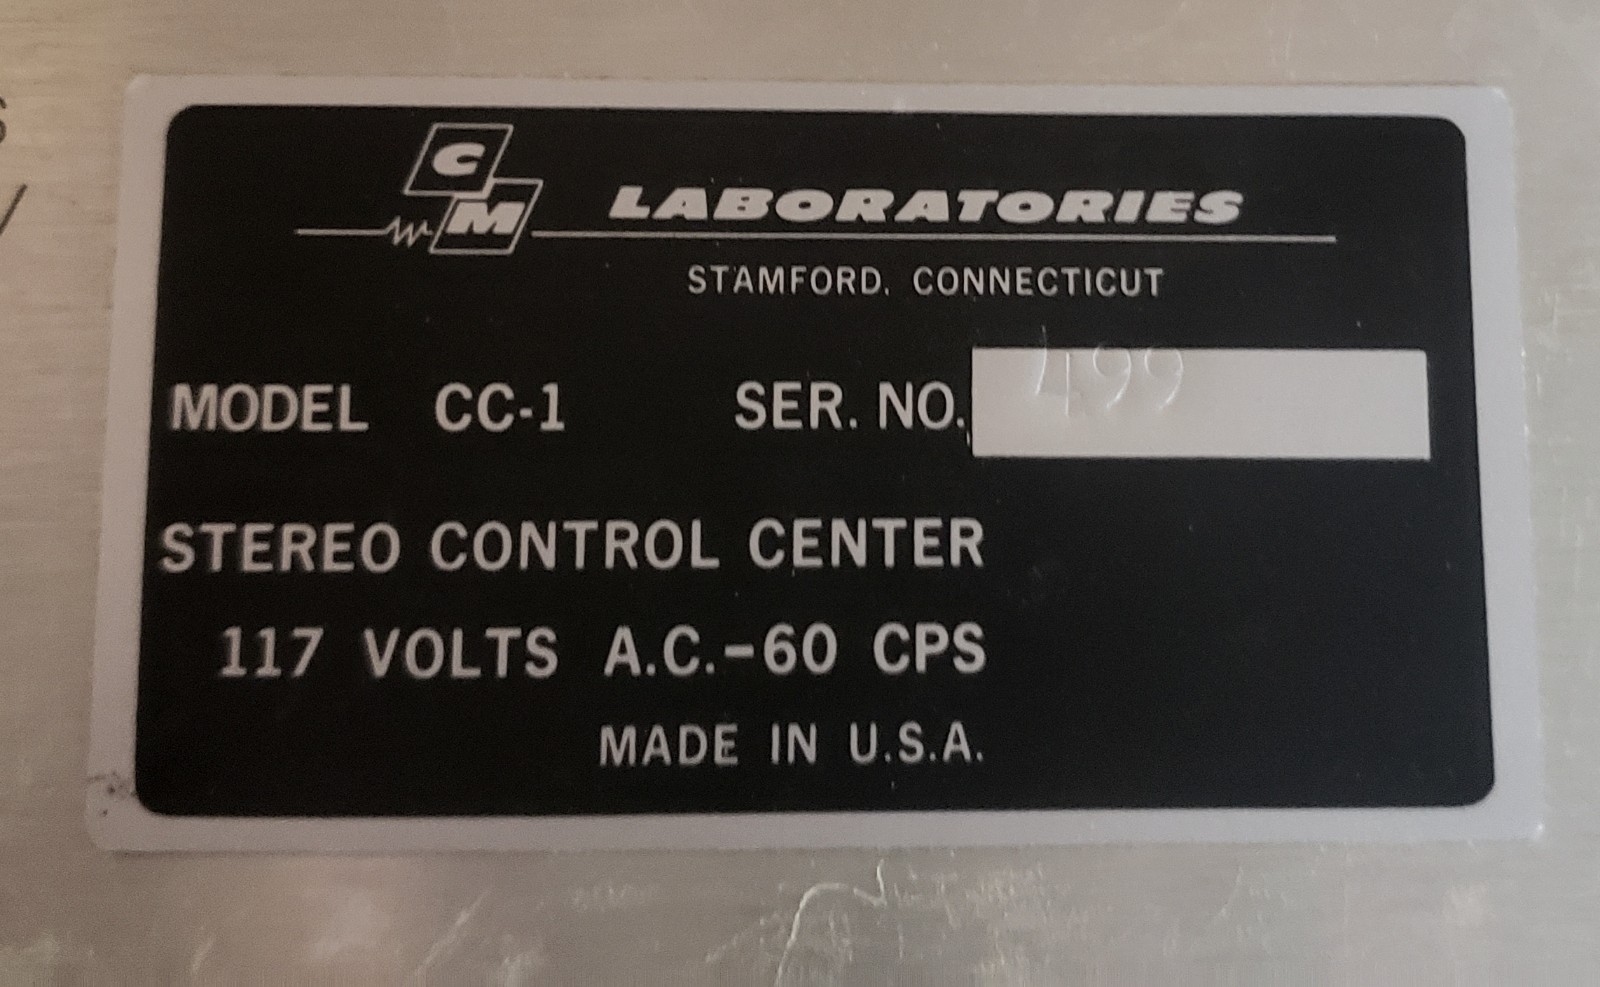 C
M LABORATORIES
STAMFORD, CONNECTICUT
MODEL CC-1 SER. NO. 499
STEREO CONTROL CENTER
117 VOLTS A.C.-60 CPS
MADE IN U.S.A.